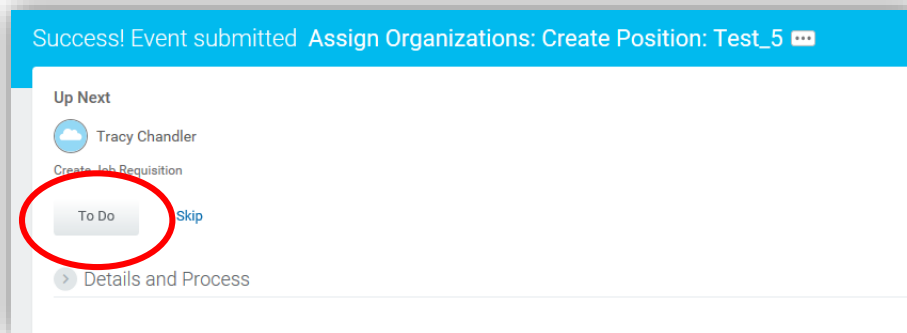 Success! Event submitted Assign Organizations: Create Position: Test_5
Up Next
Tracy Chandler
Create Job Requisition
To Do Skip
Details and Process